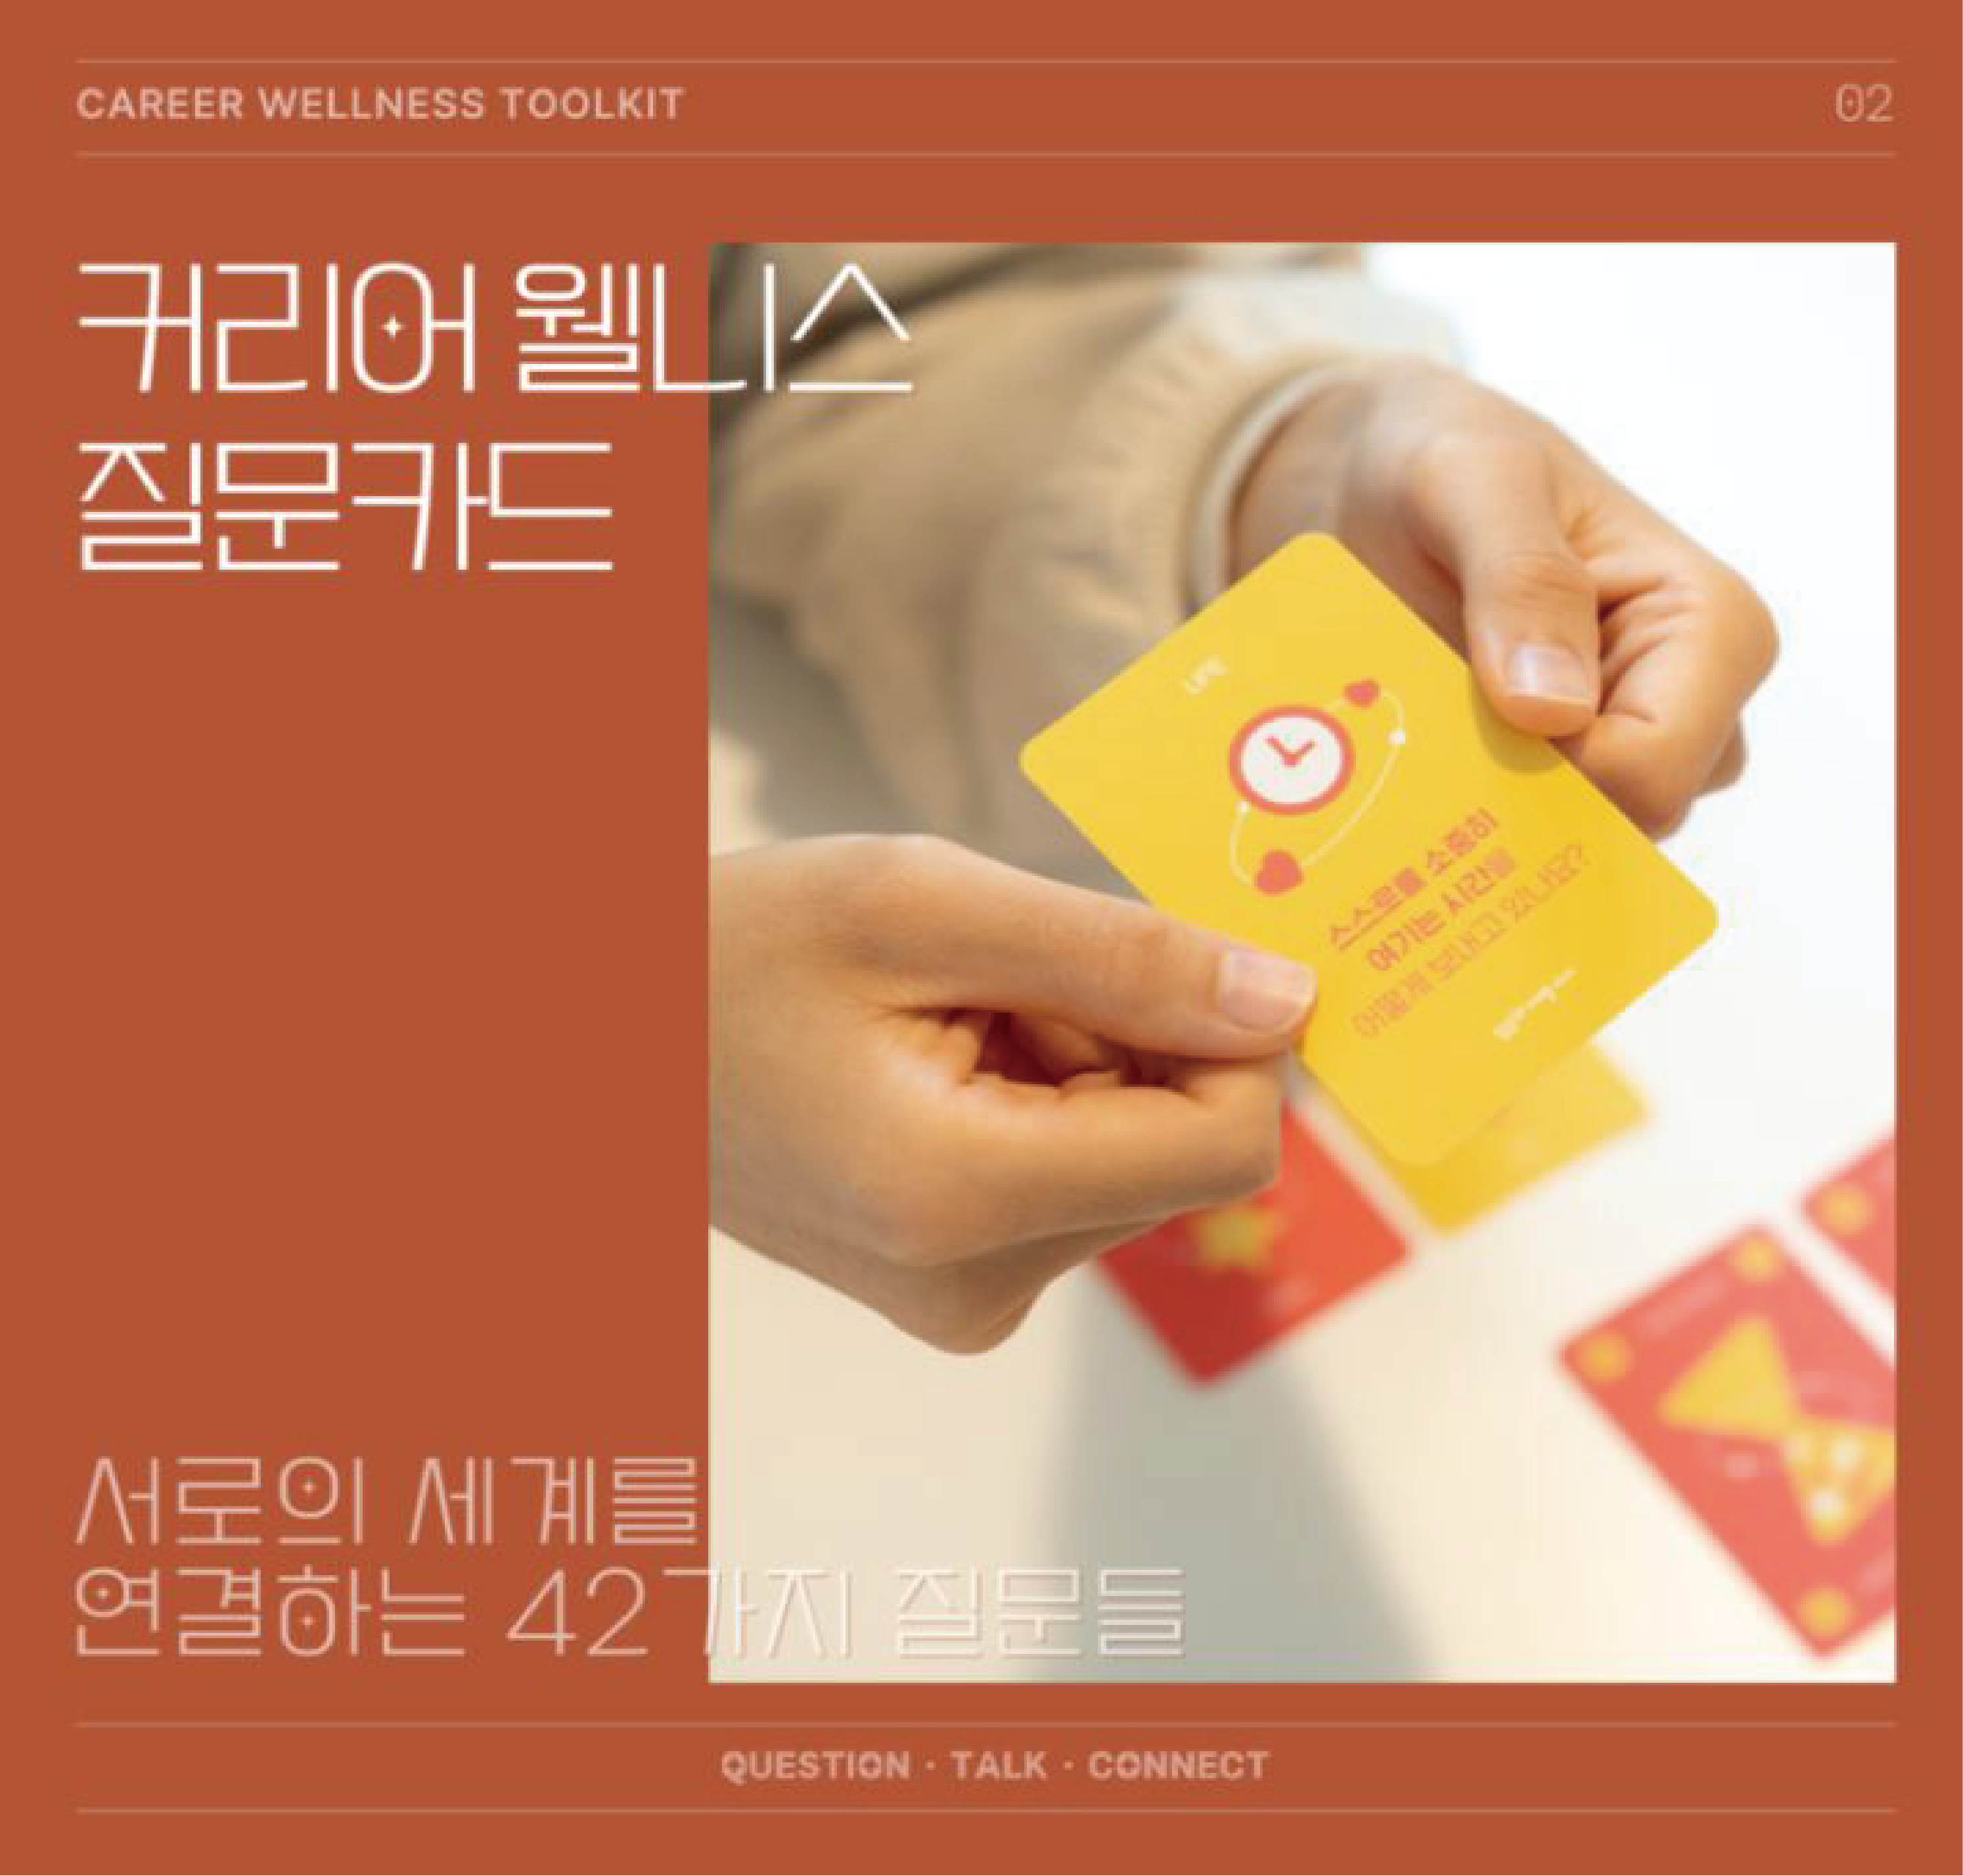 CAREER WELLNESS TOOLKIT
02
커리어 웰니스
질문카드
LIFE
스스로를 소중히
여기는 시간을
어떻게 보내고 있나요?
서로의 세계를
연결하는 42가지 질문들
QUESTION · TALK · CONNECT